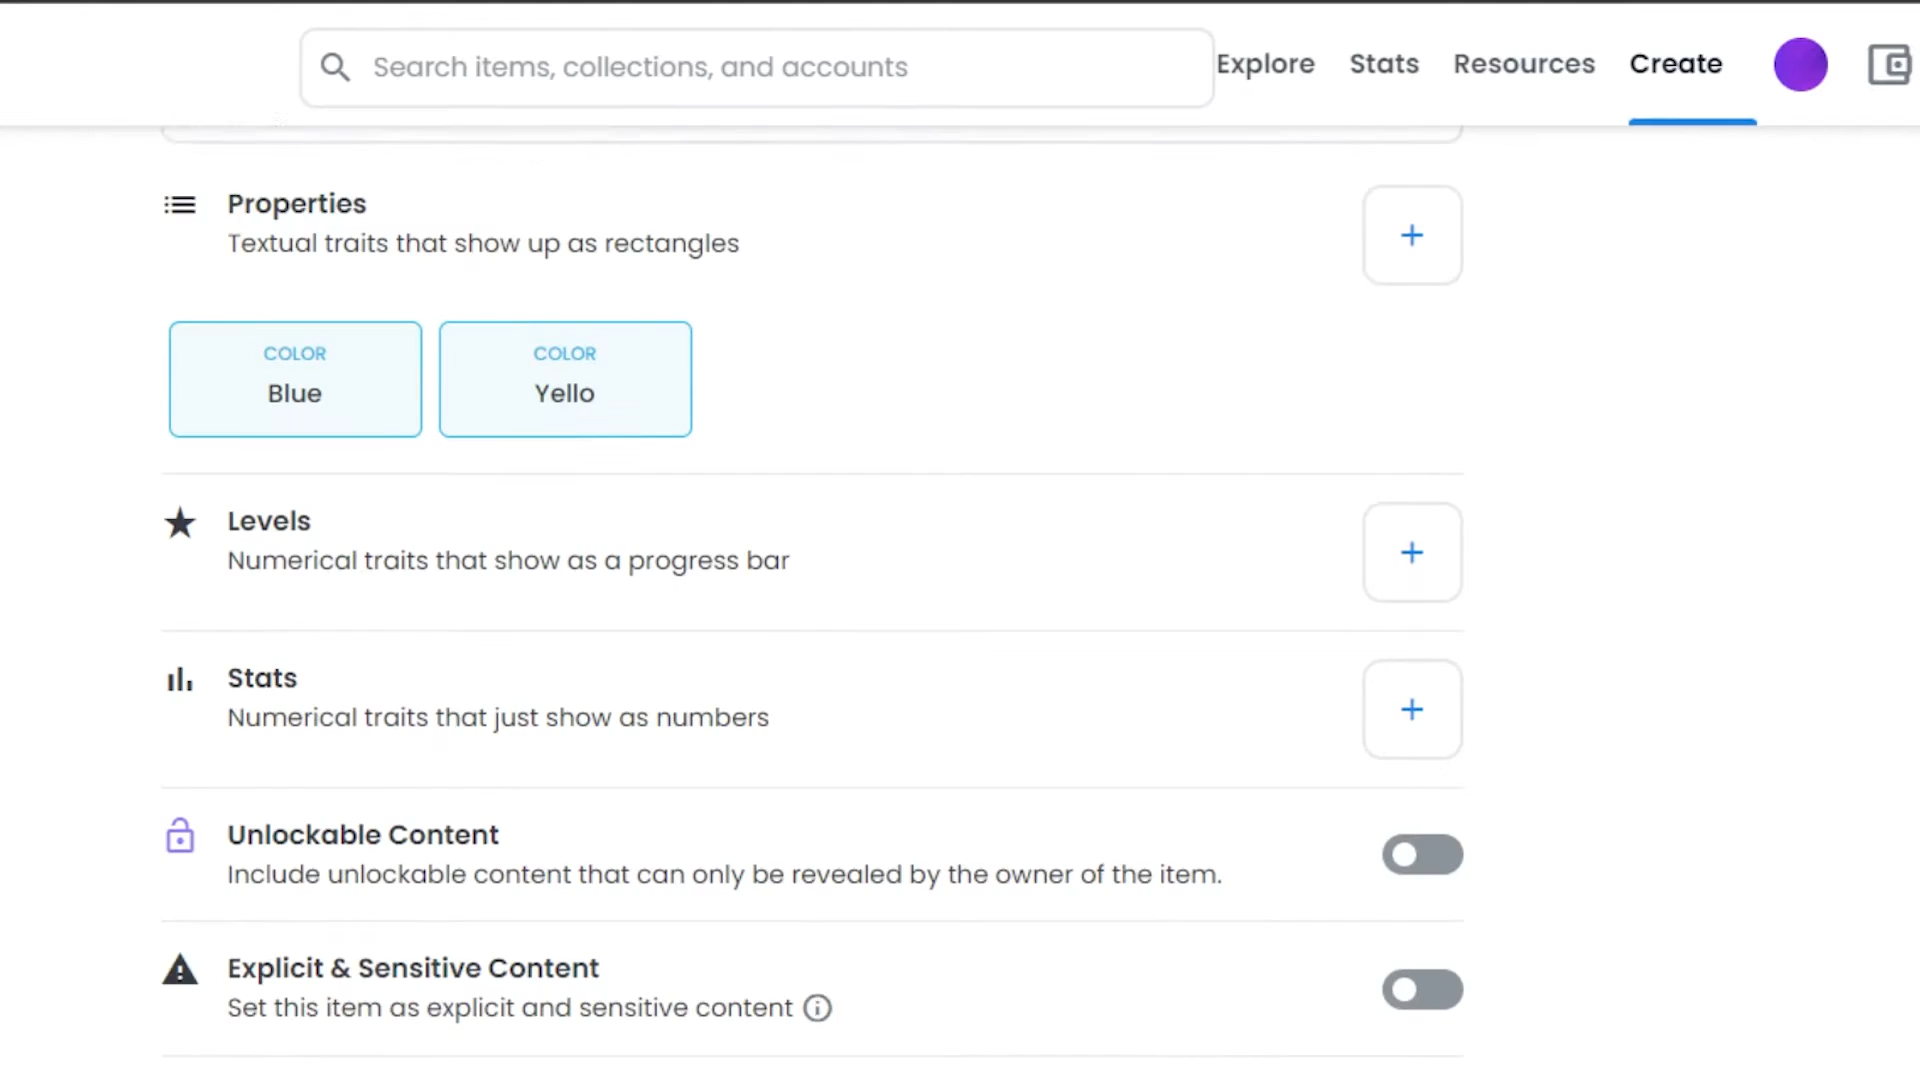 Search items, collections, and accounts
Explore Stats Resources Create
Properties
Textual traits that show up as rectangles
COLOR
Blue
COLOR
Yello
Levels
Numerical traits that show as a progress bar
Stats
Numerical traits that just show as numbers
Unlockable Content
Include unlockable content that can only be revealed by the owner of the item.
Explicit & Sensitive Content
Set this item as explicit and sensitive content